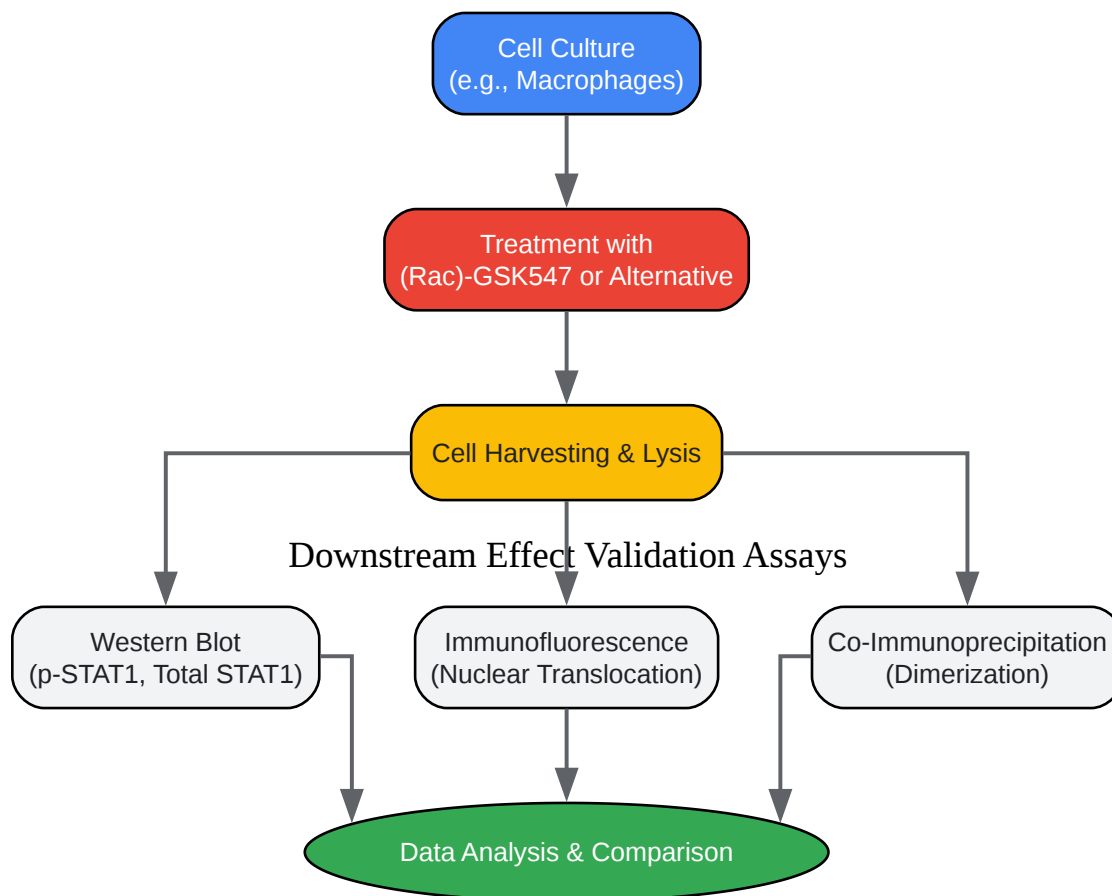 Cell Culture
(e.g., Macrophages)
Treatment with
(Rac)-GSK547 or Alternative
Cell Harvesting & Lysis
Downstream Effect Validation Assays
Western Blot
(p-STAT1, Total STAT1)
Immunofluorescence
(Nuclear Translocation)
Co-Immunoprecipitation
(Dimerization)
Data Analysis & Comparison